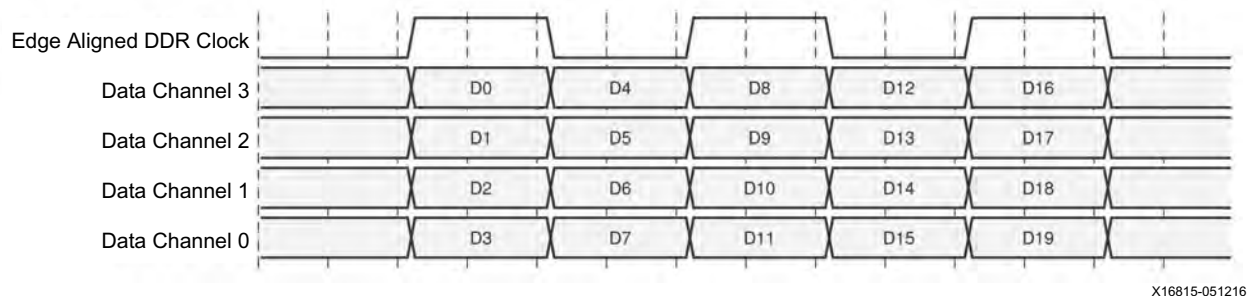 Edge Aligned DDR Clock
Data Channel 3 D0 D4 D8 D12 D16
Data Channel 2 D1 D5 D9 D13 D17
Data Channel 1 D2 D6 D10 D14 D18
Data Channel 0 D3 D7 D11 D15 D19
X16815-051216